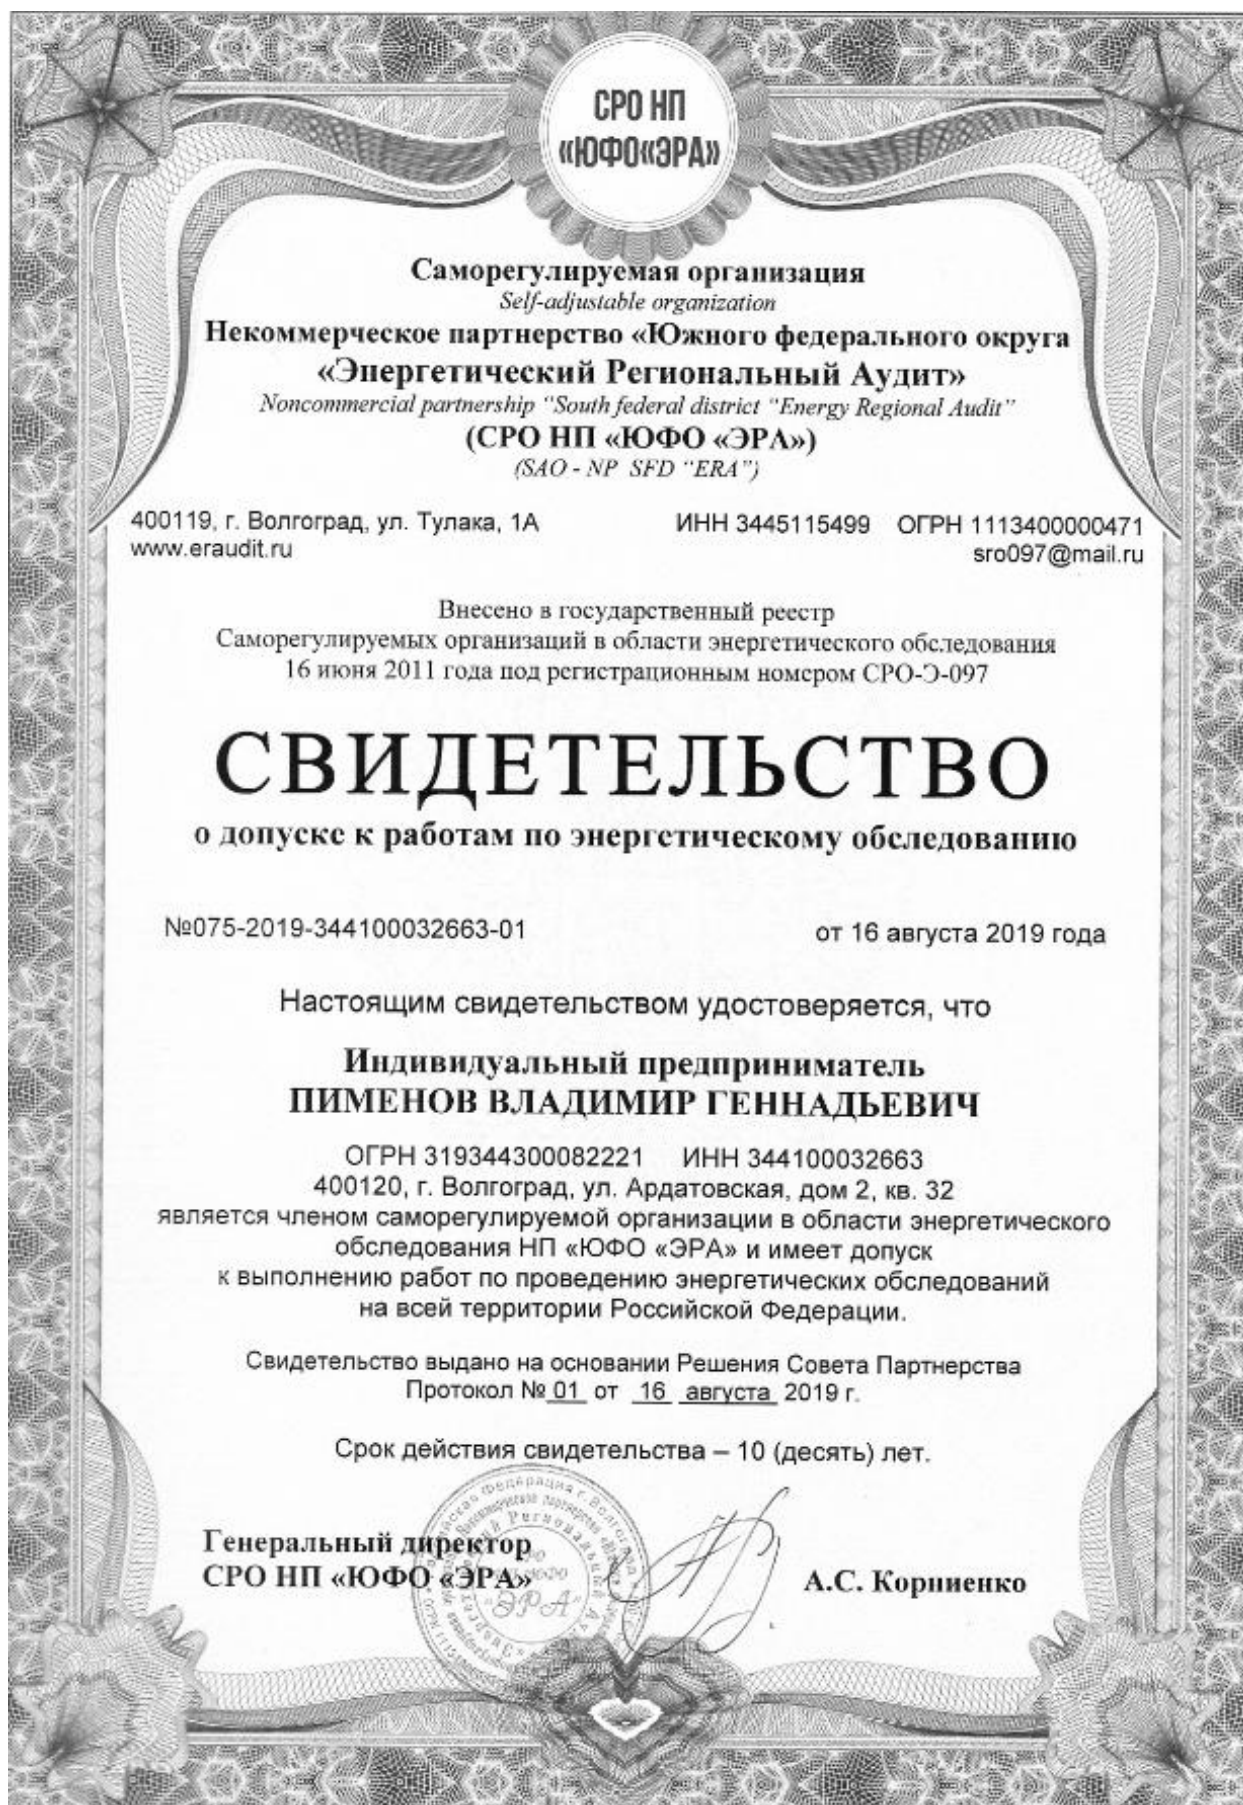 СРО НП
«ЮФО«ЭРА»
Саморегулируемая организация
Self-adjustable organization
Некоммерческое партнерство «Южного федерального округа
«Энергетический Региональный Аудит»
Noncommercial partnership "South federal district "Energy Regional Audit"
(СРО НП «ЮФО «ЭРА»)
(SAO - NP SFD "ERA")
400119, г. Волгоград, ул. Тулака, 1А ИНН 3445115499 ОГРН 1113400000471
www.eraudit.ru sro097@mail.ru
Внесено в государственный реестр
Саморегулируемых организаций в области энергетического обследования
16 июня 2011 года под регистрационным номером СРО-Э-097
СВИДЕТЕЛЬСТВО
о допуске к работам по энергетическому обследованию
№075-2019-344100032663-01 от 16 августа 2019 года
Настоящим свидетельством удостоверяется, что
Индивидуальный предприниматель
ПИМЕНОВ ВЛАДИМИР ГЕННАДЬЕВИЧ
ОГРН 319344300082221 ИНН 344100032663
400120, г. Волгоград, ул. Ардатовская, дом 2, кв. 32
является членом саморегулируемой организации в области энергетического
обследования НП «ЮФО «ЭРА» и имеет допуск
к выполнению работ по проведению энергетических обследований
на всей территории Российской Федерации.
Свидетельство выдано на основании Решения Совета Партнерства
Протокол № 01 от 16 августа 2019 г.
Срок действия свидетельства – 10 (десять) лет.
Генеральный директор
СРО НП «ЮФО «ЭРА» А.С. Корниенко
"ЭРА"